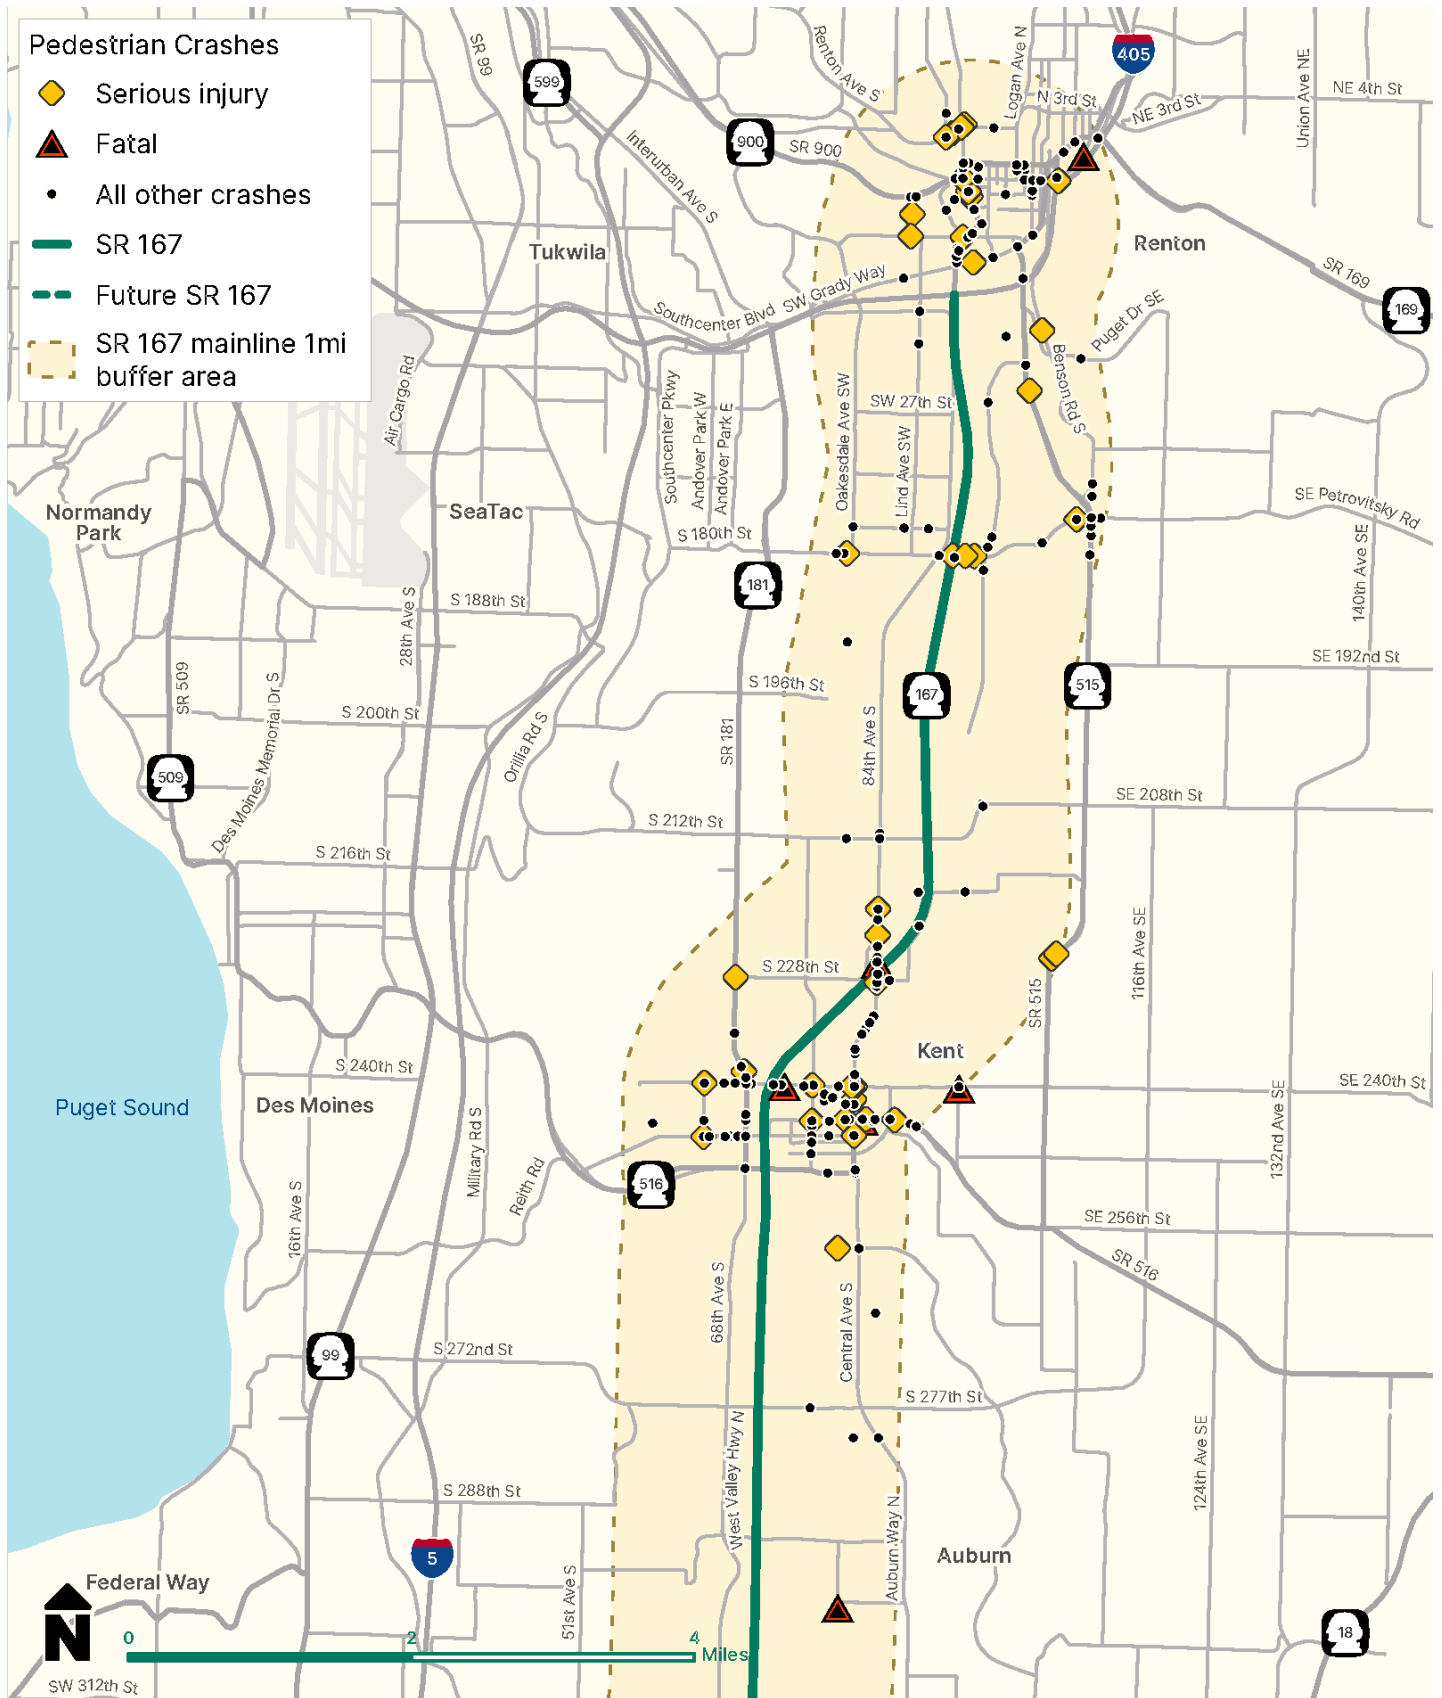 Pedestrian Crashes
Serious injury
Fatal
All other crashes
SR 167
Future SR 167
SR 167 mainline 1mi
buffer area
SR 99
599
Renton Ave S
Logan Ave N
405
N 3rd St
NE 3rd St
NE 4th St
Union Ave NE
900
SR 900
Interurban Ave S
Tukwila
Renton
SR 169
169
Southcenter Blvd
SW Grady Way
Puget Dr SE
Benson Rd S
Air Cargo Rd
Southcenter Pkwy
Andover Park W
Andover Park E
Oakesdale Ave SW
SW 27th St
Lind Ave SW
Normandy
Park
SeaTac
S 180th St
SE Petrovitsky Rd
140th Ave SE
181
S 188th St
28th Ave S
SR 509
Des Moines Memorial Dr S
S 196th St
167
515
SE 192nd St
S 200th St
Orillia Rd S
SR 181
84th Ave S
509
SE 208th St
S 212th St
S 216th St
116th Ave SE
S 228th St
SR 515
Kent
S 240th St
SE 240th St
Puget Sound
Des Moines
Military Rd S
132nd Ave SE
Reith Rd
516
16th Ave S
SE 256th St
SR 516
68th Ave S
Central Ave S
99
S 272nd St
S 277th St
West Valley Hwy N
124th Ave SE
S 288th St
Auburn Way N
5
Auburn
Federal Way
51st Ave S
N
0
2
4
Miles
18
SW 312th St